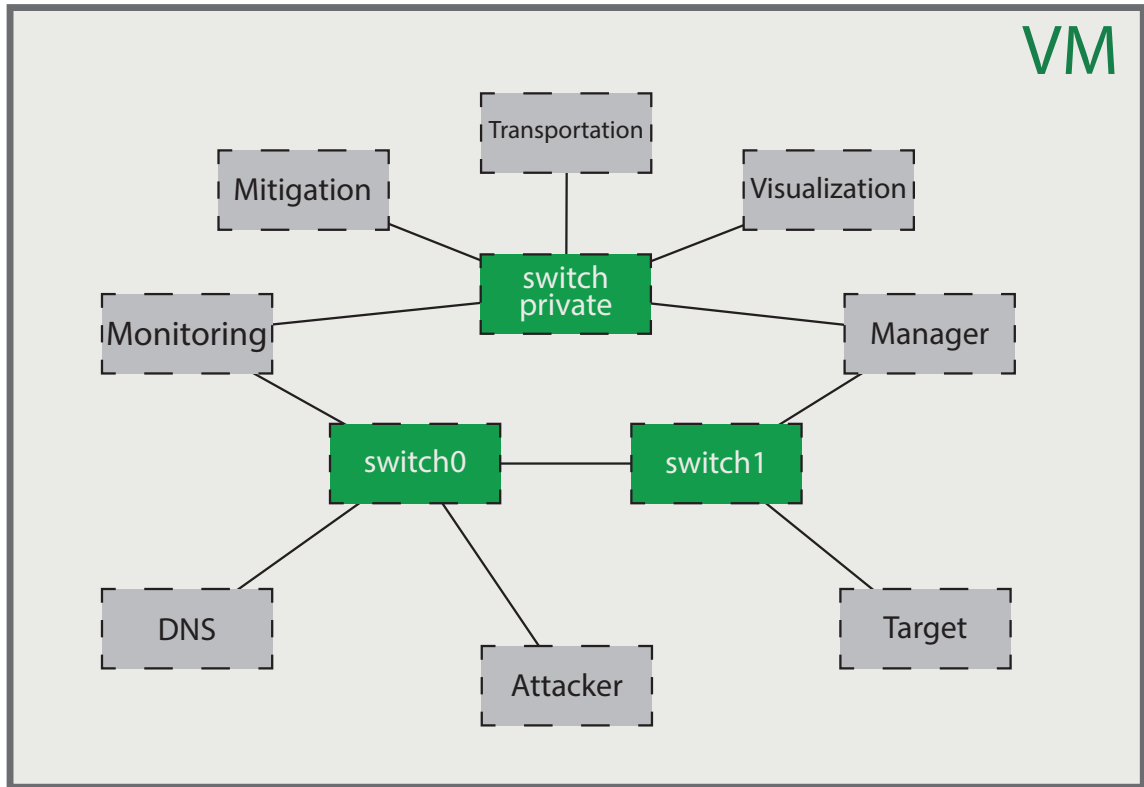 VM
Transportation
Mitigation
Visualization
switch
private
Monitoring
Manager
switch0
switch1
DNS
Target
Attacker